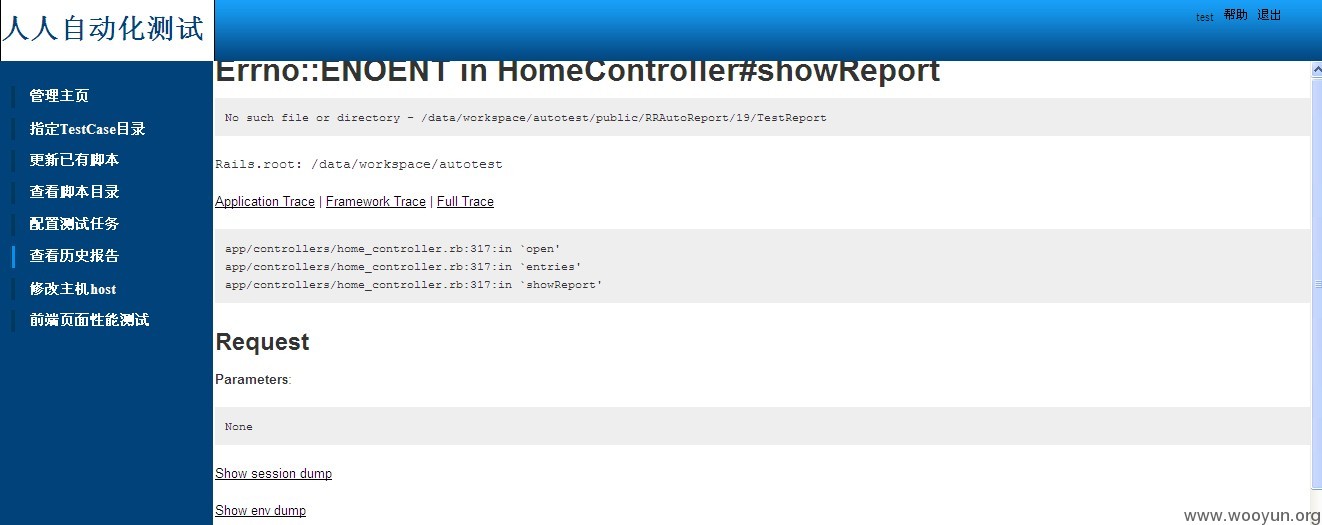 人人自动化测试
test 帮助 退出
管理主页
指定TestCase目录
更新已有脚本
查看脚本目录
配置测试任务
查看历史报告
修改主机host
前端页面性能测试
Errno::ENOENT in HomeController#showReport
No such file or directory - /data/workspace/autotest/public/RRAutoReport/19/TestReport
Rails.root: /data/workspace/autotest
Application Trace | Framework Trace | Full Trace
app/controllers/home_controller.rb:317:in `open'
app/controllers/home_controller.rb:317:in `entries'
app/controllers/home_controller.rb:317:in `showReport'
Request
Parameters:
None
Show session dump
Show env dump
www.wooyun.org